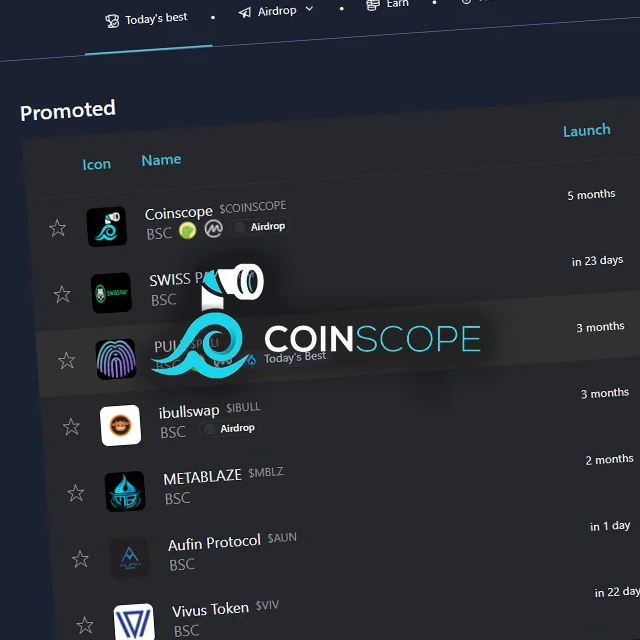 Today's best
Airdrop
Earn
Promoted
Icon
Name
Launch
Coinscope $COINSCOPE
BSC
Airdrop
5 months
SWISS
BSC
in 23 days
3 months
Today's Best
COINSCOPE
ibullswap $IBULL
BSC
Airdrop
3 months
METABLAZE $MBLZ
BSC
2 months
Aufin Protocol $AUN
BSC
in 1 day
Vivus Token $VIV
BSC
in 22 day